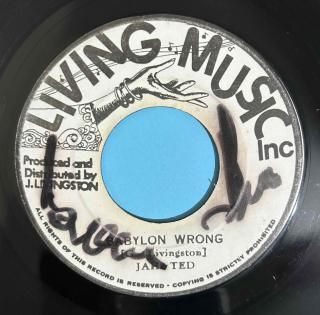 LIVING MUSIC
Inc
Produced and
Distributed by
J. LIVINGSTON
BABYLON WRONG
Livingston]
JAH TED
ALL RIGHTS OF THIS RECORD IS RESERVED • COPYING IS STRICTLY PROHIBITED